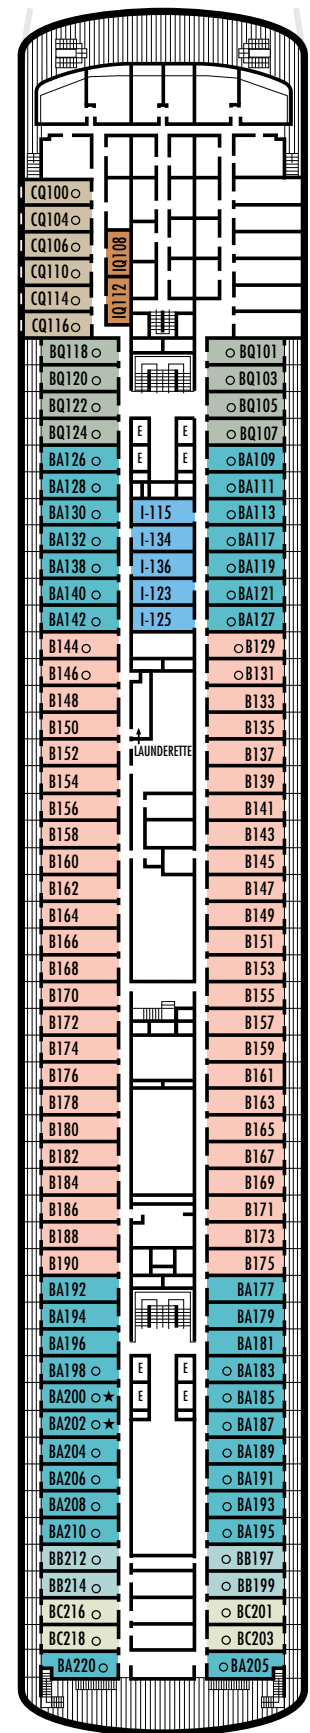 CQ100
CQ104
CQ106
CQ110
CQ114
CQ116
IQ108
IQ112
BQ118 BQ101
BQ120 BQ103
BQ122 BQ105
BQ124 E E BQ107
BA126 E E BA109
BA128 BA111
BA130 I-115 BA113
BA132 I-134 BA117
BA138 I-136 BA119
BA140 I-123 BA121
BA142 I-125 BA127
B144 B129
B146 B131
B148 B133
B150 B135
B152 LAUNDERETTE B137
B154 B139
B156 B141
B158 B143
B160 B145
B162 B147
B164 B149
B166 B151
B168 B153
B170 B155
B172 B157
B174 B159
B176 B161
B178 B163
B180 B165
B182 B167
B184 B169
B186 B171
B188 B173
B190 B175
BA192 BA177
BA194 BA179
BA196 BA181
BA198 E E BA183
BA200 ★ E E BA185
BA202 ★ BA187
BA204 BA189
BA206 BA191
BA208 BA193
BA210 BA195
BB212 BB197
BB214 BB199
BC216 BC201
BC218 BC203
BA220 BA205